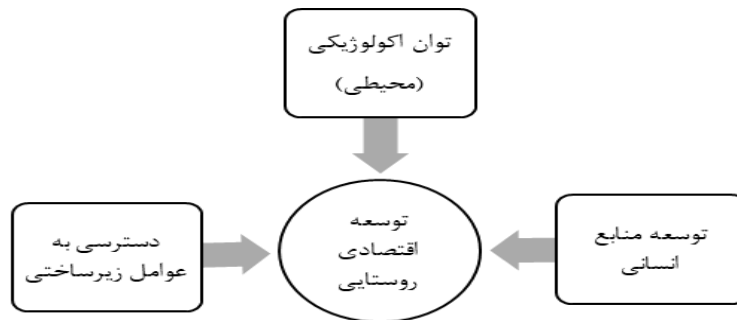 توان اکولوژیکی
(محیطی)
توسعه
اقتصادی
روستایی
توسعه منابع
انسانی
دسترسی به
عوامل زیرساختی